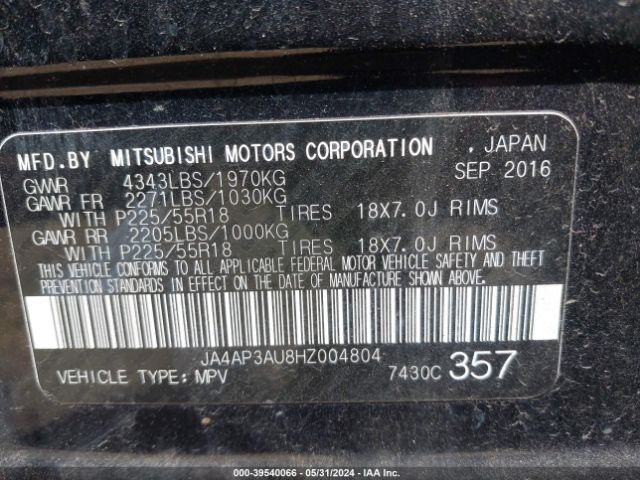 MFD.BY MITSUBISHI MOTORS CORPORATION , JAPAN
GVWR 4343LBS/1970KG SEP 2016
GAWR FR 2271LBS/1030KG
WITH P225/55R18 TIRES 18X7.0J RIMS
GAWR RR 2205LBS/1000KG
WITH P225/55R18 TIRES 18X7.0J RIMS
THIS VEHICLE CONFORMS TO ALL APPLICABLE FEDERAL MOTOR VEHICLE SAFETY AND THEFT
PREVENTION STANDARDS IN EFFECT ON THE DATE OF MANUFACTURE SHOWN ABOVE.
JA4AP3AU8HZ004804
VEHICLE TYPE: MPV 7430C 357
000-39540066 - 05/31/2024 - IAA Inc.